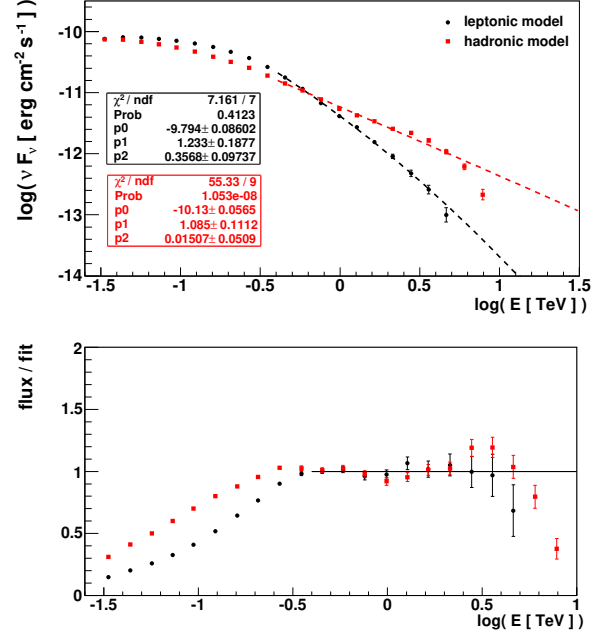 leptonic model
hadronic model
log( ν Fν [ erg cm-2 s-1 ] )
-10
-11
-12
-13
-14
χ2 / ndf 7.161 / 7
Prob 0.4123
p0 -9.794± 0.08602
p1 1.233± 0.1877
p2 0.3568± 0.09737
χ2 / ndf 55.33 / 9
Prob 1.053e-08
p0 -10.13± 0.0565
p1 1.085± 0.1112
p2 0.01507± 0.0509
-1.5 -1 -0.5 0 0.5 1 1.5
log( E [ TeV ] )
flux / fit
2
1.5
1
0.5
0
-1.5 -1 -0.5 0 0.5 1
log( E [ TeV ] )